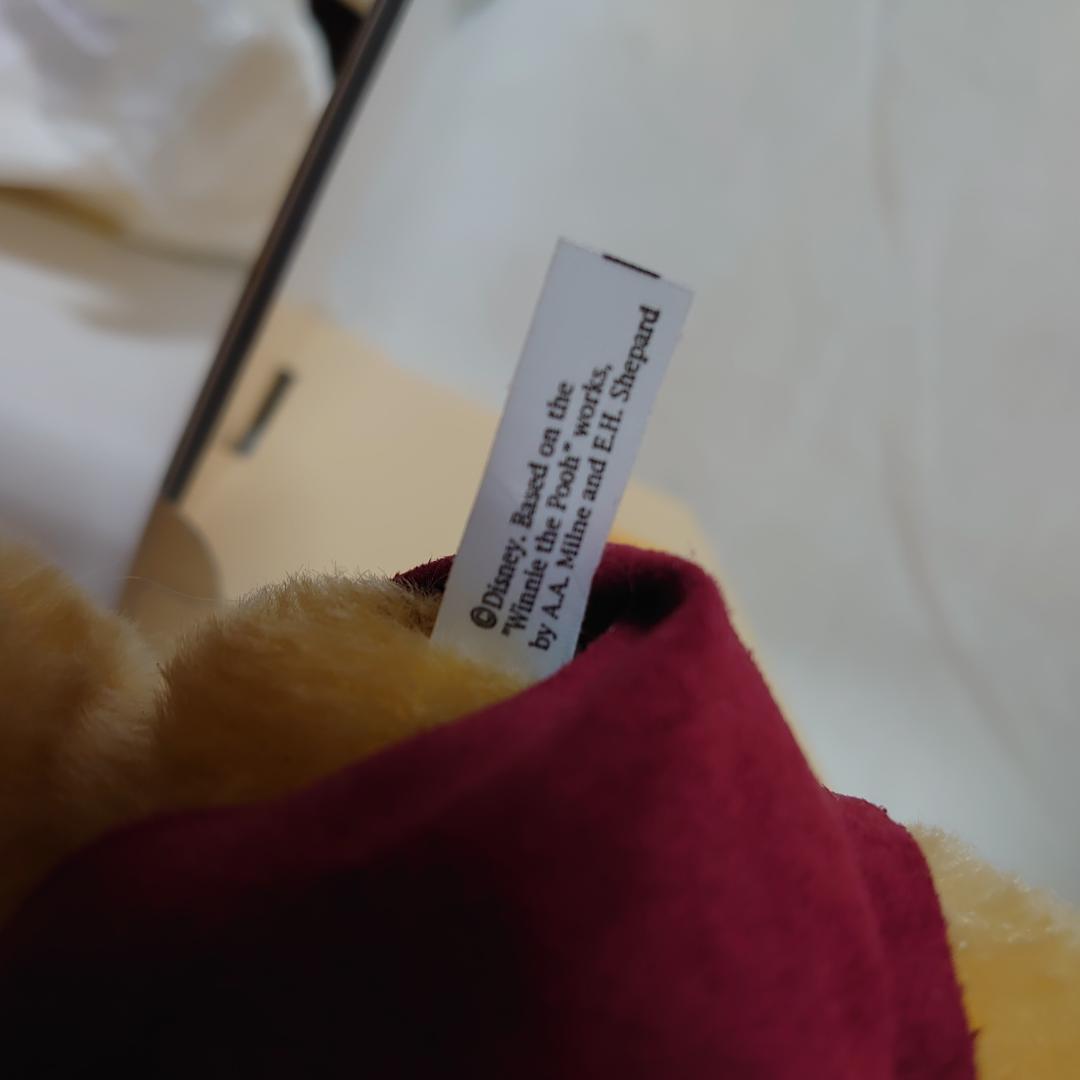 ©Disney. Based on the
"Winnie the Pooh" works,
by A.A. Milne and E.H. Shepard